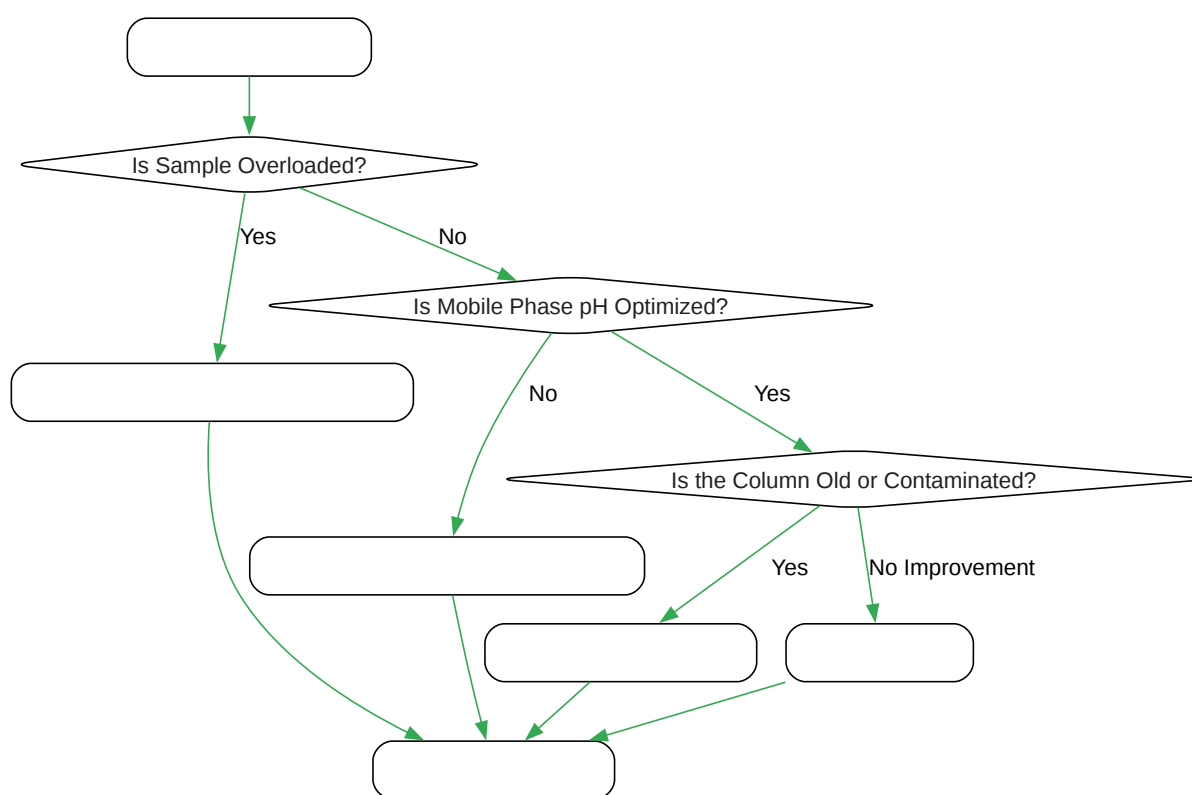 Is Sample Overloaded?
Yes
No
Is Mobile Phase pH Optimized?
No
Yes
Is the Column Old or Contaminated?
Yes
No Improvement